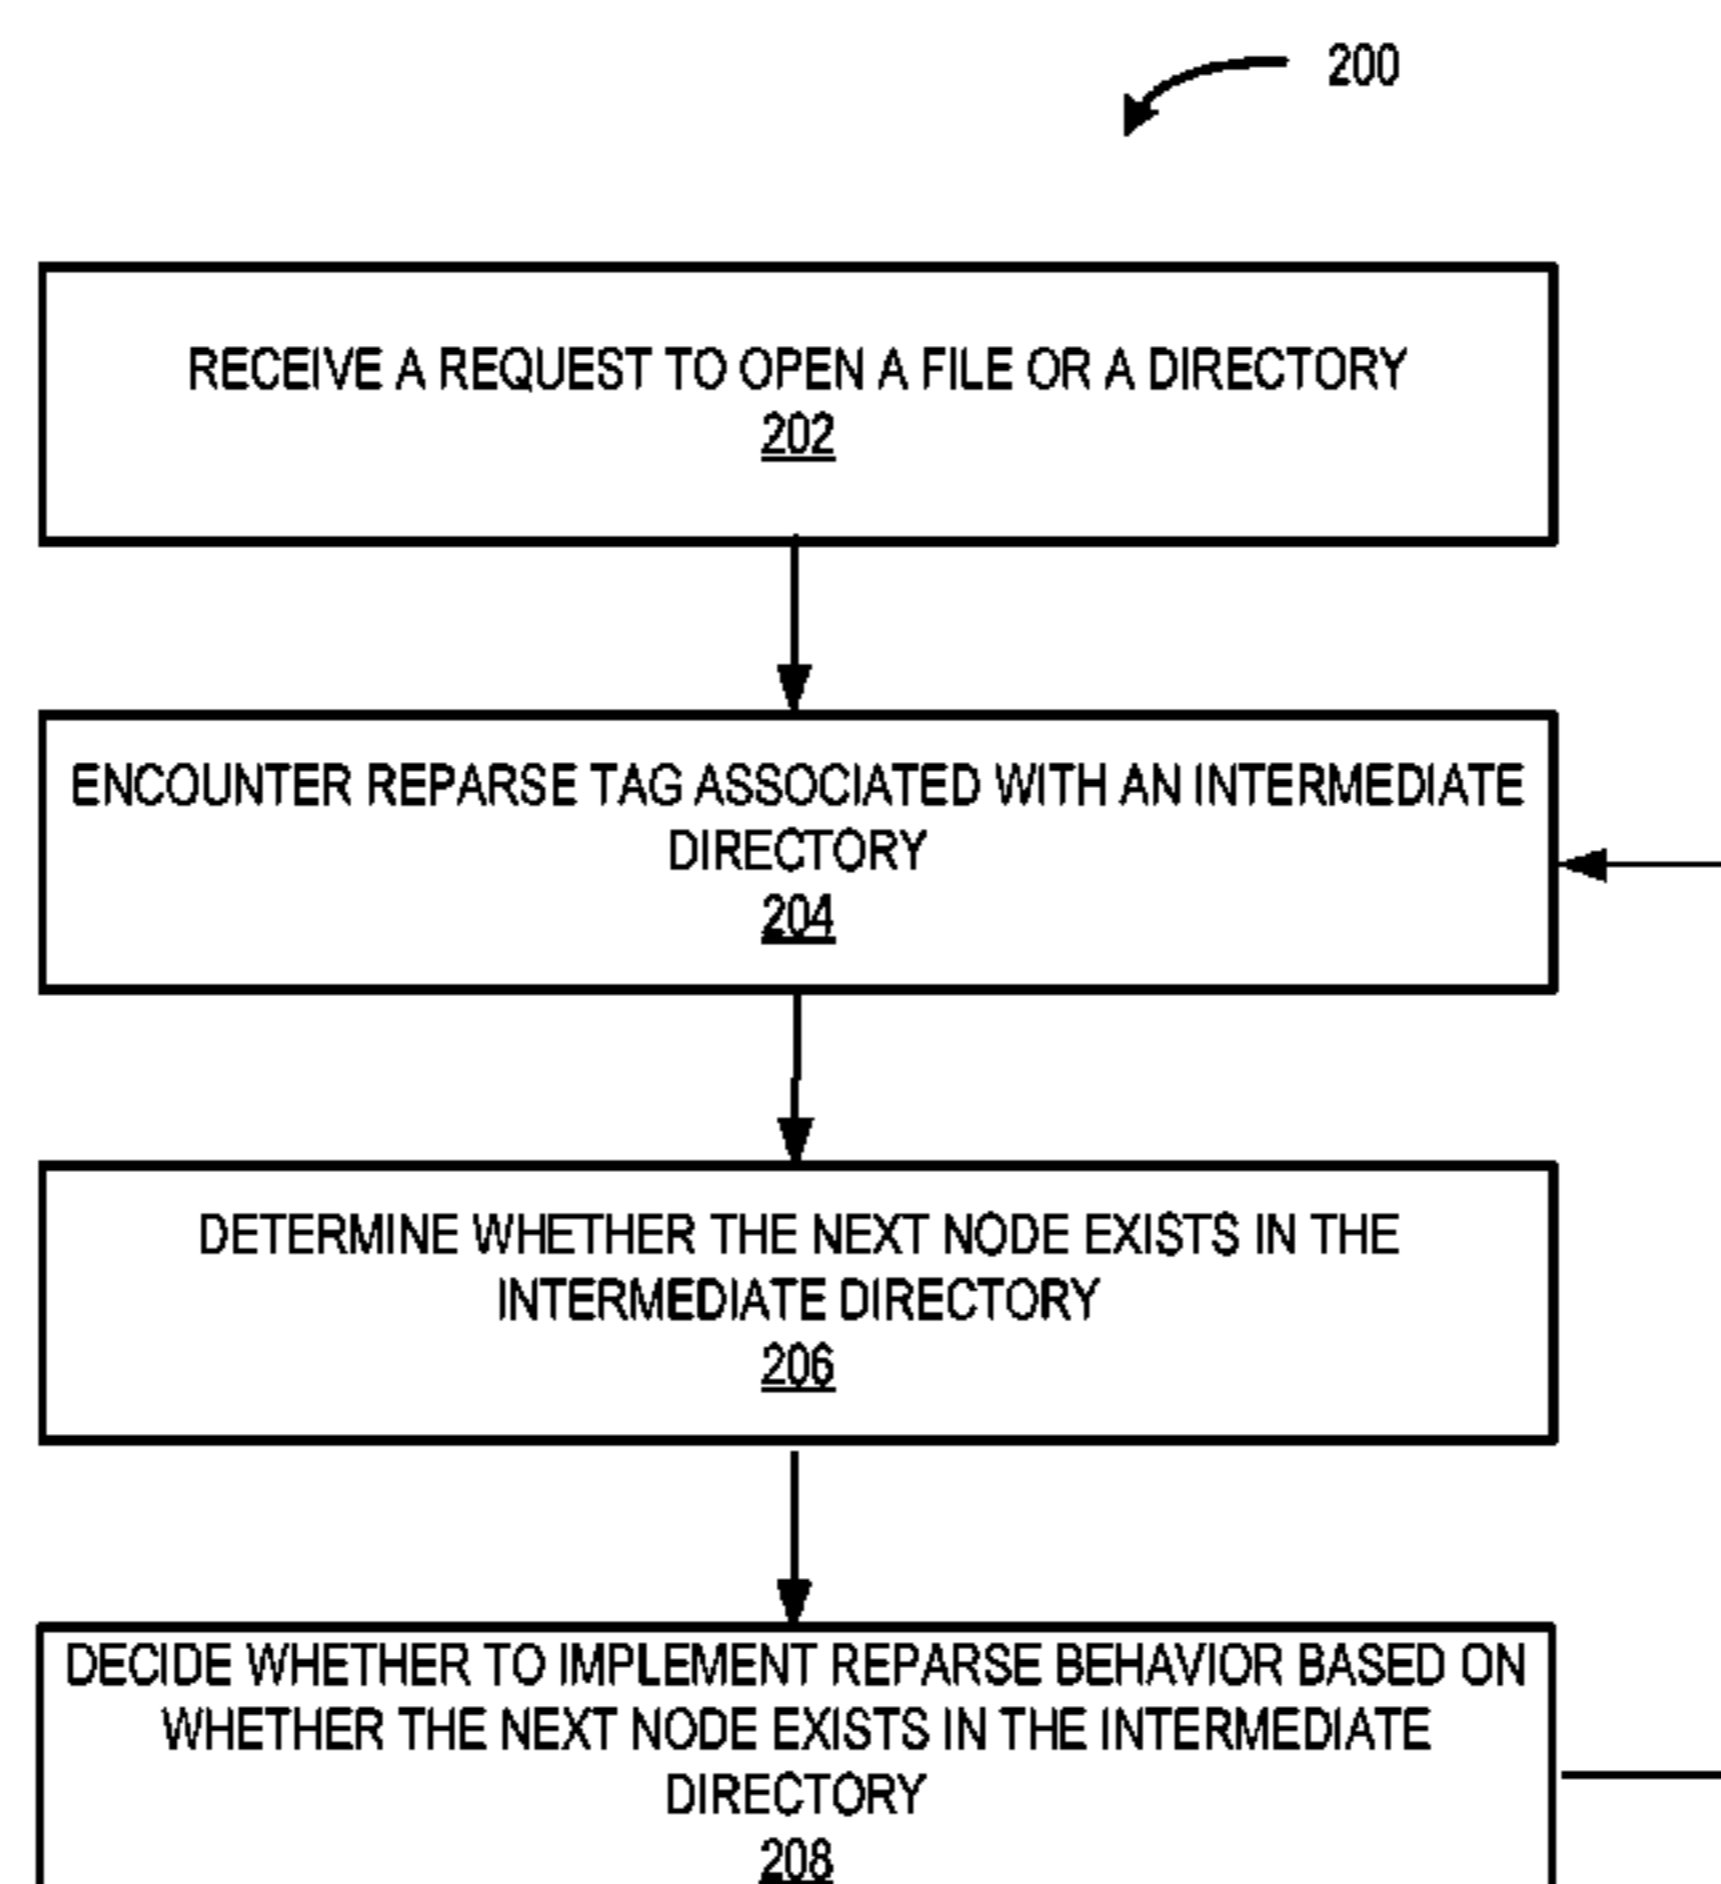 200
RECEIVE A REQUEST TO OPEN A FILE OR A DIRECTORY
202
ENCOUNTER REPARSE TAG ASSOCIATED WITH AN INTERMEDIATE
DIRECTORY
204
DETERMINE WHETHER THE NEXT NODE EXISTS IN THE
INTERMEDIATE DIRECTORY
206
DECIDE WHETHER TO IMPLEMENT REPARSE BEHAVIOR BASED ON
WHETHER THE NEXT NODE EXISTS IN THE INTERMEDIATE
DIRECTORY
208